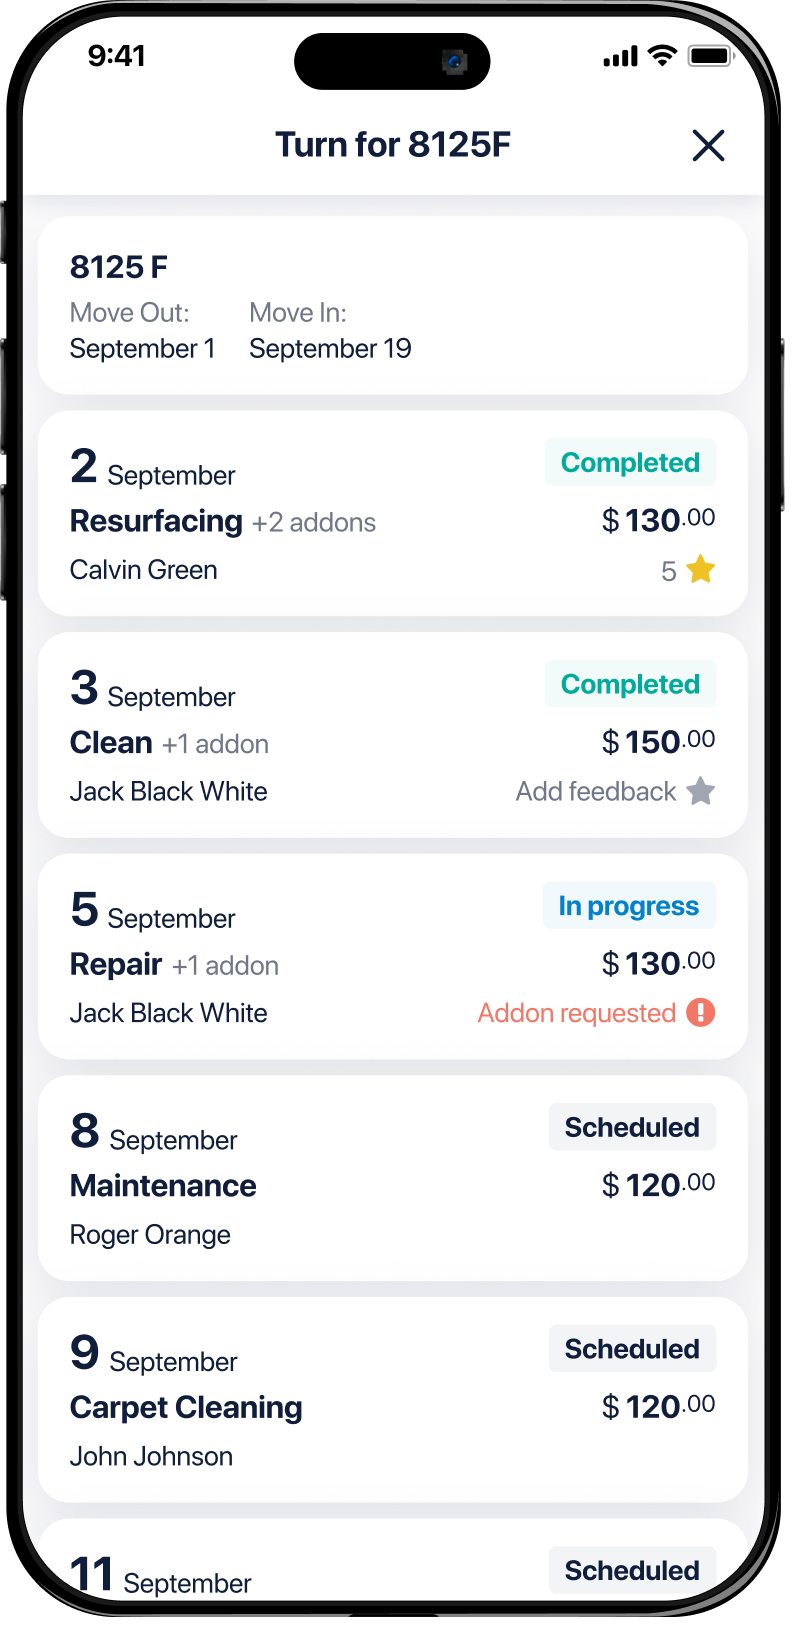 9:41
Turn for 8125F
8125 F
Move Out: Move In:
September 1 September 19
2 September Completed
Resurfacing +2 addons $130.00
Calvin Green 5
3 September Completed
Clean +1 addon $150.00
Jack Black White Add feedback
5 September In progress
Repair +1 addon $130.00
Jack Black White Addon requested
8 September Scheduled
Maintenance $120.00
Roger Orange
9 September Scheduled
Carpet Cleaning $120.00
John Johnson
11 September Scheduled